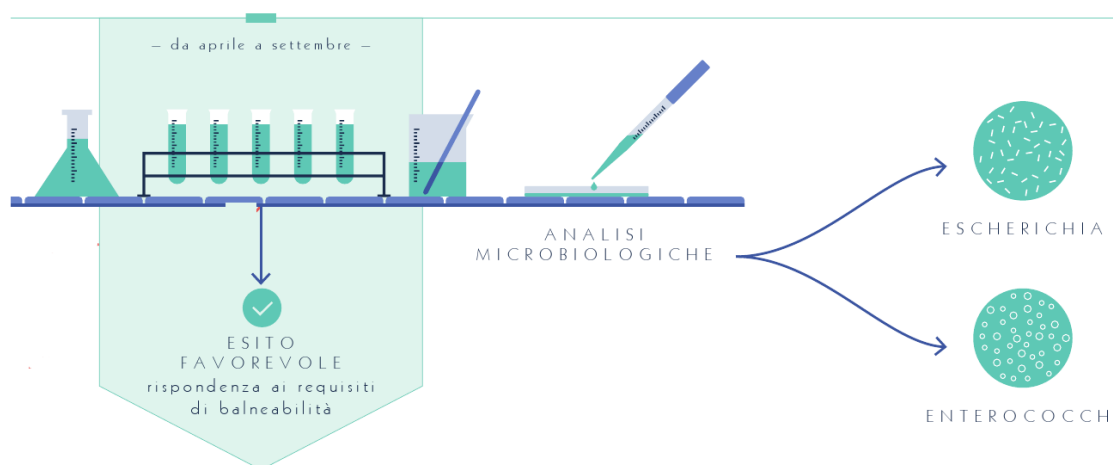 – da aprile a settembre –
ANALISI
MICROBIOLOGICHE
ESCHERICHIA
ESITO
FAVOREVOLE
rispondenza ai requisiti
di balneabilità
ENTEROCOCCH